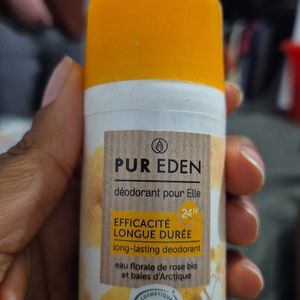 PUR EDEN
déodorant pour Elle
24H
EFFICACITÉ
LONGUE DURÉE
long-lasting deodorant
eau florale de rose bio
et baies d'Arctique
COSMÉTIQUE